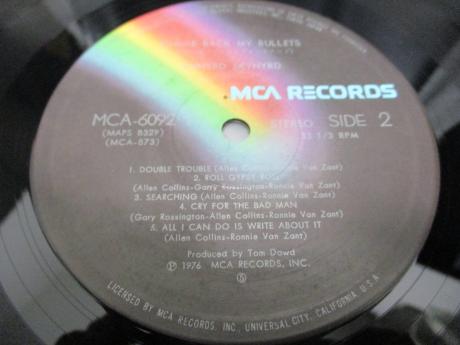 BACK MY BULLETS
SKYNYRD
MCA RECORDS
MCA-6092
(MAPS 8329)
(MCA-873)
STEREO SIDE 2
33 1/3 RPM
1. DOUBLE TROUBLE (Allen Collins-Ronnie Van Zant)
2. ROLL GYPSY ROLL
(Allen Collins-Garry Rossington-Ronnie Van Zant)
3. SEARCHING (Allen Collins-Ronnie Van Zant)
4. CRY FOR THE BAD MAN
(Gary Rossington-Allen Collins-Ronnie Van Zant)
5. ALL I CAN DO IS WRITE ABOUT IT
(Allen Collins-Ronnie Van Zant)
Produced by Tom Dowd
Ⓟ 1976 MCA RECORDS, INC.
Ⓢ
LICENSED BY MCA RECORDS, INC., UNIVERSAL CITY, CALIFORNIA, U.S.A.